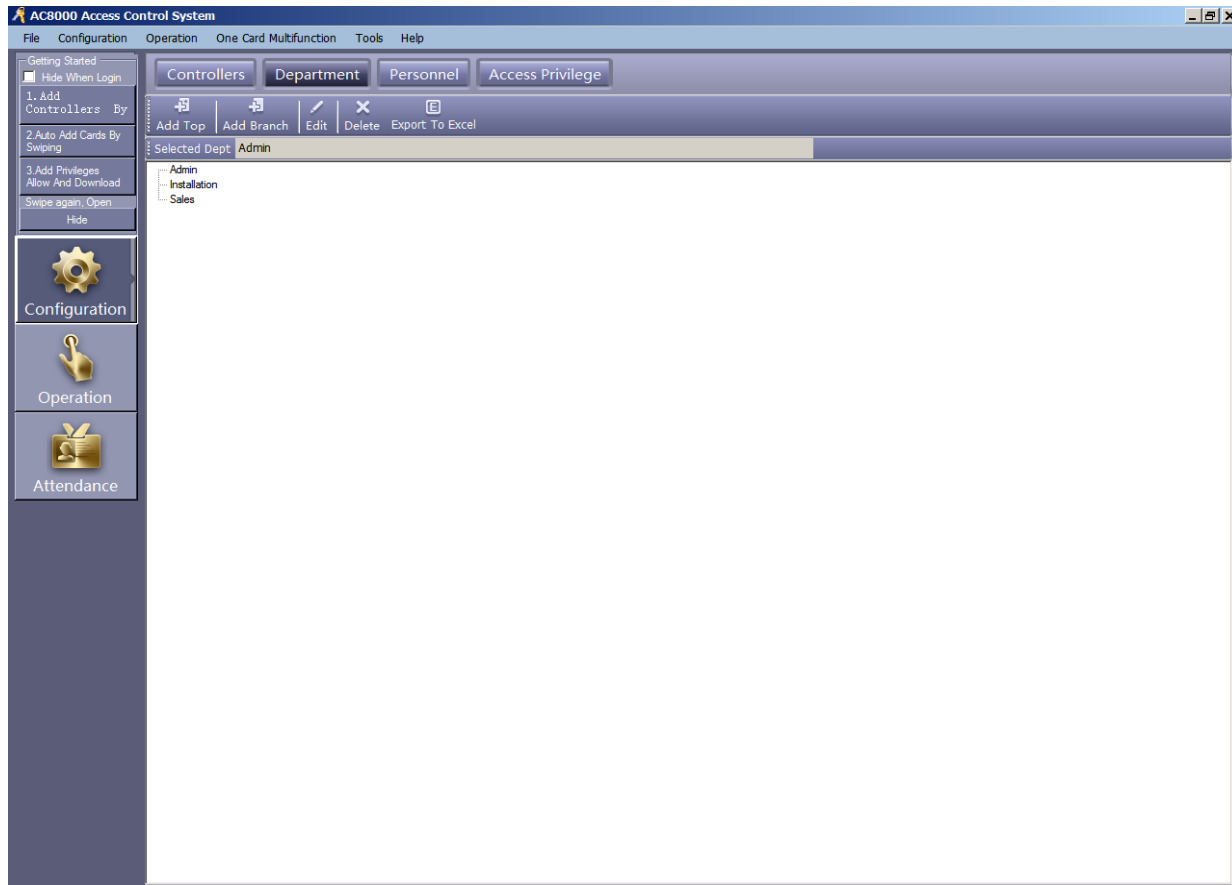 AC8000 Access Control System
File Configuration Operation One Card Multifunction Tools Help
Getting Started
Hide When Login
1.Add
Controllers By
2.Auto Add Cards By
Swiping
3.Add Privileges
Allow And Download
Swipe again, Open
Hide
Configuration
Operation
Attendance
Controllers Department Personnel Access Privilege
Add Top Add Branch Edit Delete Export To Excel
Selected Dept Admin
Admin
Installation
Sales